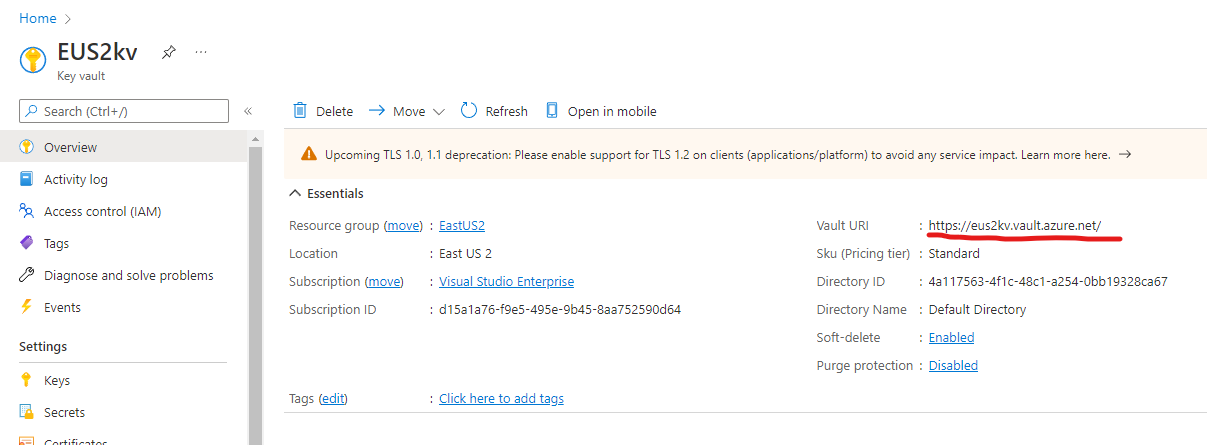 Home >
EUS2kv ...
Key vault
Search (Ctrl+/) «
Delete Move Refresh Open in mobile
Overview
Activity log
Access control (IAM)
Tags
Diagnose and solve problems
Events
Settings
Keys
Secrets
Certificates
Upcoming TLS 1.0, 1.1 deprecation: Please enable support for TLS 1.2 on clients (applications/platform) to avoid any service impact. Learn more here. →
Essentials
Resource group (move) : EastUS2
Location : East US 2
Subscription (move) : Visual Studio Enterprise
Subscription ID : d15a1a76-f9e5-495e-9b45-8aa752590d64
Vault URI : https://eus2kv.vault.azure.net/
Sku (Pricing tier) : Standard
Directory ID : 4a117563-4f1c-48c1-a254-0bb19328ca67
Directory Name : Default Directory
Soft-delete : Enabled
Purge protection : Disabled
Tags (edit) : Click here to add tags